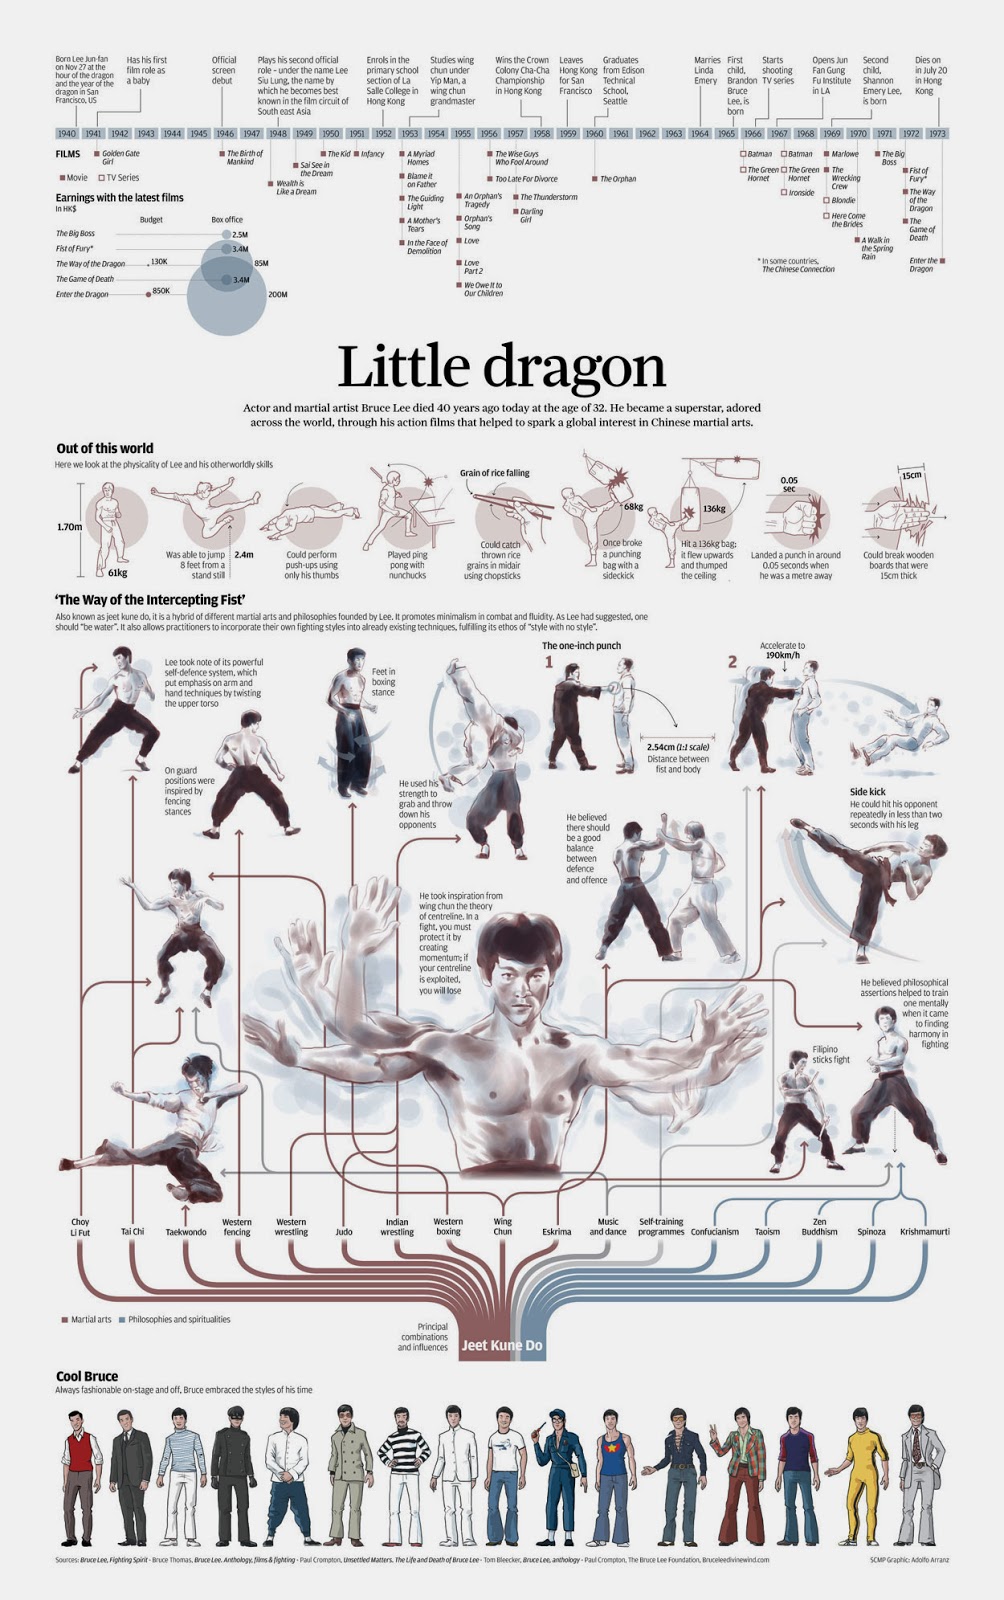 Born Lee Jun-fan
on Nov 27 at the
hour of the dragon
and the year of the
dragon in San
Francisco, US
Has his first
film role as
a baby
Official
screen
debut
Plays his second official
role – under the name Lee
Siu Lung, the name by
which he becomes best
known in the film circuit of
South east Asia
Enrols in the
primary school
section of La
Salle College in
Hong Kong
Studies wing
chun under
Yip Man, a
wing chun
grandmaster
Wins the Crown
Colony Cha-Cha
Championship
in Hong Kong
Leaves
Hong Kong
for San
Francisco
Graduates
from Edison
Technical
School,
Seattle
Marries
Linda
Emery
First
child,
Brandon
Bruce
Lee, is
born
Starts
shooting
TV series
Opens Jun
Fan Gung
Fu Institute
in LA
Second
child,
Shannon
Emery Lee,
is born
Dies on
in July 20
in Hong
Kong
1940 1941 1942 1943 1944 1945 1946 1947 1948 1949 1950 1951 1952 1953 1954 1955 1956 1957 1958 1959 1960 1961 1962 1963 1964 1965 1966 1967 1968 1969 1970 1971 1972 1973
FILMS
Movie TV Series
Golden Gate
Girl
The Birth of
Mankind
Wealth is
Like a Dream
Sai See in
the Dream
The Kid
Infancy
A Myriad
Homes
Blame it
on Father
The Guiding
Light
A Mother's
Tears
In the Face of
Demolition
An Orphan's
Tragedy
Orphan's
Song
Love
Love
Part 2
We Owe It to
Our Children
The Wise Guys
Who Fool Around
Too Late For Divorce
The Thunderstorm
Darling
Girl
The Orphan
Batman
The Green
Hornet
Batman
The Green
Hornet
Ironside
Marlowe
The
Wrecking
Crew
Blondie
Here Come
the Brides
A Walk in
the Spring
Rain
The Big
Boss
Fist of
Fury*
The Way
of the
Dragon
The
Game of
Death
Enter the
Dragon
* In some countries,
The Chinese Connection
Earnings with the latest films
In HK$
Budget Box office
The Big Boss 2.5M
Fist of Fury* 3.4M
The Way of the Dragon 130K 85M
The Game of Death 3.4M
Enter the Dragon 850K 200M
Little dragon
Actor and martial artist Bruce Lee died 40 years ago today at the age of 32. He became a superstar, adored
across the world, through his action films that helped to spark a global interest in Chinese martial arts.
Out of this world
Here we look at the physicality of Lee and his otherworldly skills
1.70m
61kg
Was able to jump
8 feet from a
stand still
2.4m
Could perform
push-ups using
only his thumbs
Played ping
pong with
nunchucks
Grain of rice falling
Could catch
thrown rice
grains in midair
using chopsticks
68kg
Once broke
a punching
bag with a
sidekick
136kg
Hit a 136kg bag;
it flew upwards
and thumped
the ceiling
0.05
sec
Landed a punch in around
0.05 seconds when
he was a metre away
15cm
Could break wooden
boards that were
15cm thick
'The Way of the Intercepting Fist'
Also known as jeet kune do, it is a hybrid of different martial arts and philosophies founded by Lee. It promotes minimalism in combat and fluidity. As Lee had suggested, one
should "be water". It also allows practitioners to incorporate their own fighting styles into already existing techniques, fulfilling its ethos of "style with no style".
Lee took note of its powerful
self-defence system, which
put emphasis on arm and
hand techniques by twisting
the upper torso
On guard
positions were
inspired by
fencing
stances
Feet in
boxing
stance
He used his
strength to
grab and throw
down his
opponents
The one-inch punch
1
2.54cm (1:1 scale)
Distance between
fist and body
2
Accelerate to
190km/h
Side kick
He could hit his opponent
repeatedly in less than two
seconds with his leg
He believed
there should
be a good
balance
between
defence
and offence
He took inspiration from
wing chun the theory
of centreline. In a
fight, you must
protect it by
creating
momentum; if
your centreline
is exploited,
you will lose
He believed philosophical
assertions helped to train
one mentally
when it came
to finding
harmony in
fighting
Filipino
sticks fight
Choy
Li Fut
Tai Chi
Taekwondo
Western
fencing
Western
wrestling
Judo
Indian
wrestling
Western
boxing
Wing
Chun
Eskrima
Music
and dance
Self-training
programmes
Confucianism
Taoism
Zen
Buddhism
Spinoza
Krishnamurti
Martial arts Philosophies and spiritualities
Principal
combinations
and influences
Jeet Kune Do
Cool Bruce
Always fashionable on-stage and off, Bruce embraced the styles of his time
Sources: Bruce Lee, Fighting Spirit - Bruce Thomas, Bruce Lee. Anthology, films & fighting - Paul Crompton, Unsettled Matters. The Life and Death of Bruce Lee - Tom Bleecker, Bruce Lee, anthology - Paul Crompton, The Bruce Lee Foundation, Bruceleedivinewind.com
SCMP Graphic: Adolfo Arranz